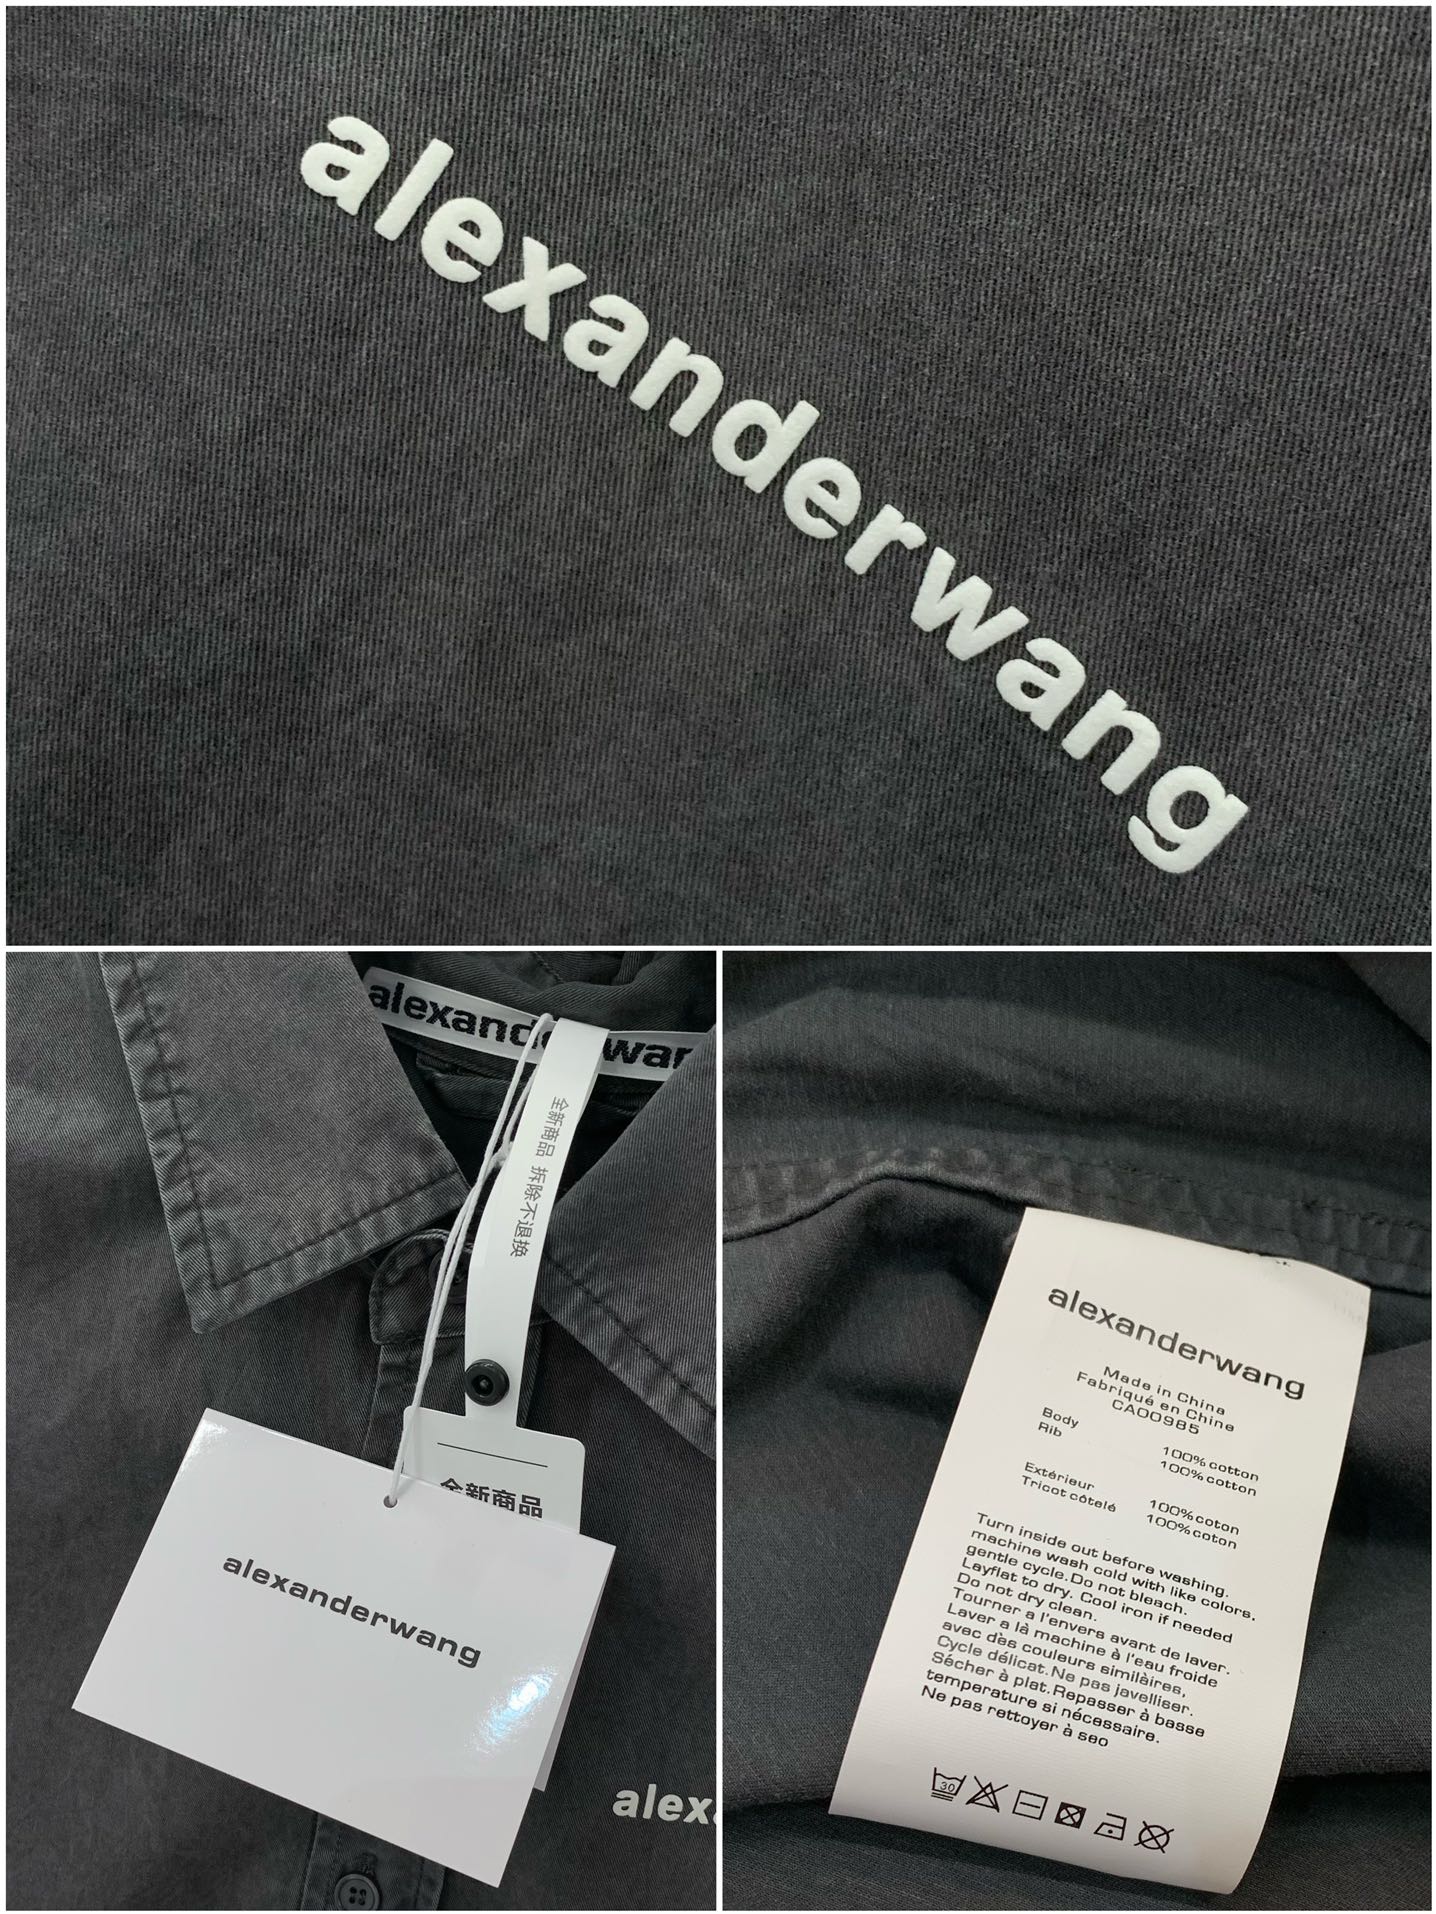 alexanderwang
alexand
wan
全新商品 拆除不退换
全新商品
alexanderwang
alex
alexanderwang
Made in China
Fabriqué en Chine
CA00985
Body 100% cotton
Rib 100% cotton
Extérieur 100% coton
Tricot côtelé 100% coton
Turn inside out before washing.
machine wash cold with like colors.
gentle cycle.Do not bleach.
Layflat to dry. Cool iron if needed
Do not dry clean.
Tourner a l'envers avant de laver.
Laver a là machine à l'eau froide
avec dès couleurs similàires,
Cycle délicat.Ne pas javelliser.
Sécher à plat.Repasser à basse
temperature si nécessaire.
Ne pas rettoyer à seo
30